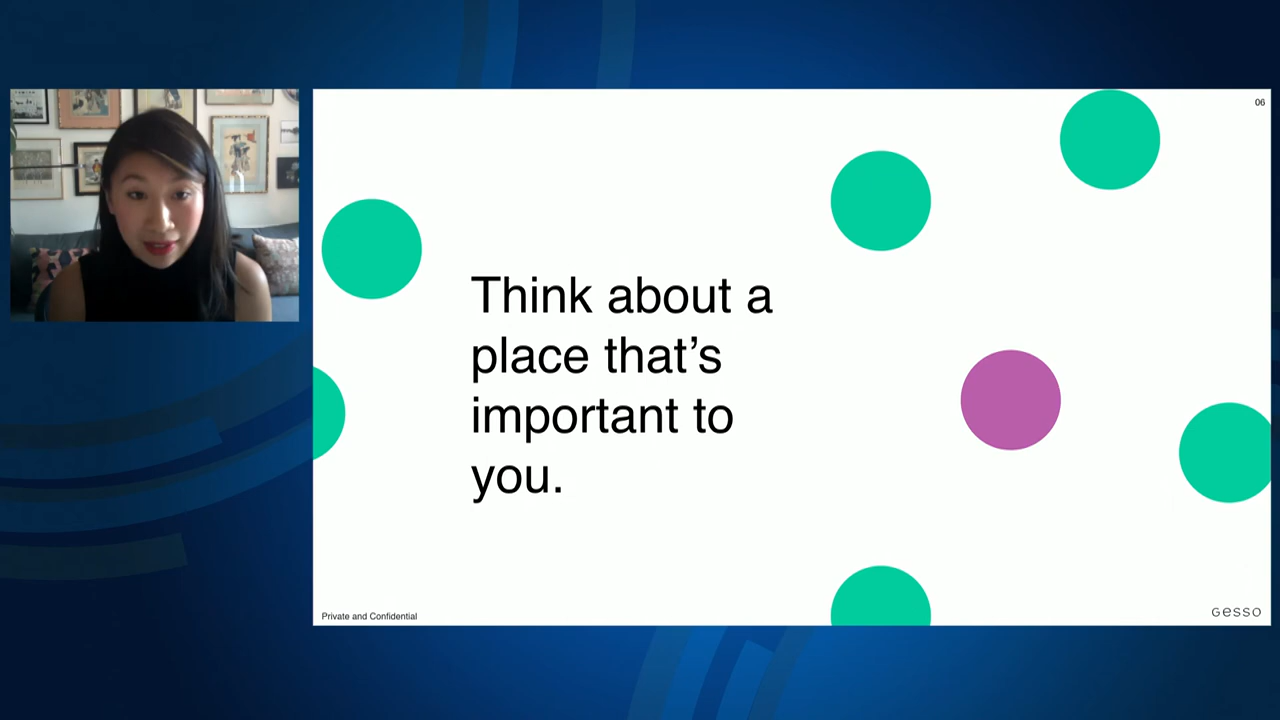 06
Think about a
place that’s
important to
you.
Private and Confidential
Gesso